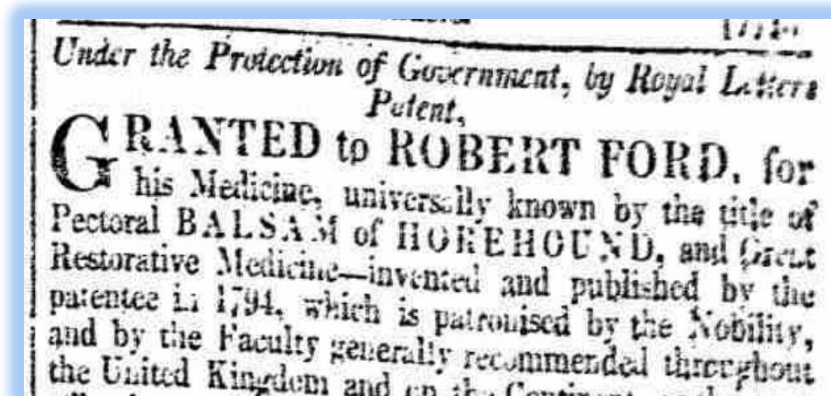 Under the Protection of Government, by Royal Letters
Patent,
GRANTED to ROBERT FORD, for
his Medicine, universally known by the title of
Pectoral BALSAM of HOREHOUND, and Great
Restorative Medicine—invented and published by the
patentee in 1794, which is patronised by the Nobility,
and by the Faculty generally recommended throughout
the United Kingdom and on the Continent,